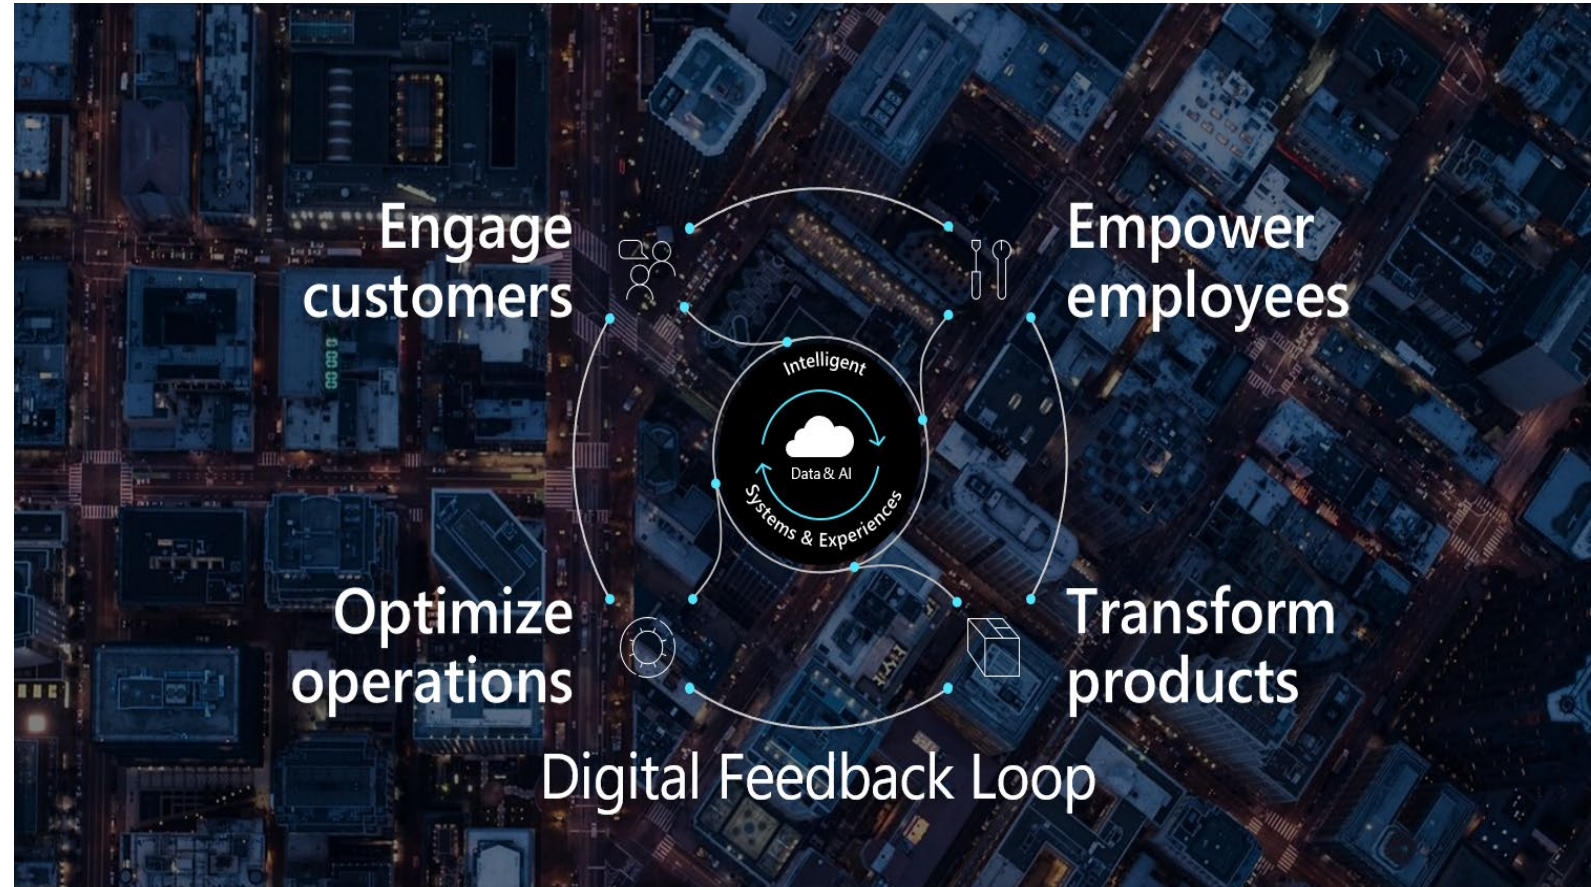 Engage
customers
Empower
employees
Intelligent
Data & AI
Systems & Experiences
Optimize
operations
Transform
products
Digital Feedback Loop